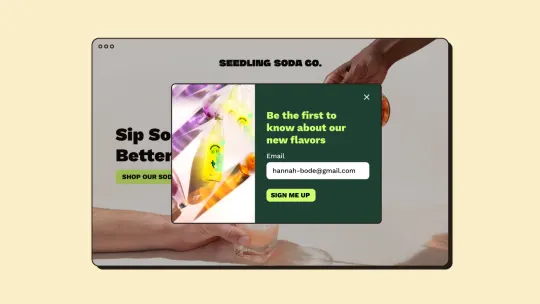 SEEDLING SODA CO.
Sip So
Better
SHOP OUR SOD
Be the first to
know about our
new flavors
Email
hannah-bode@gmail.com
SIGN ME UP